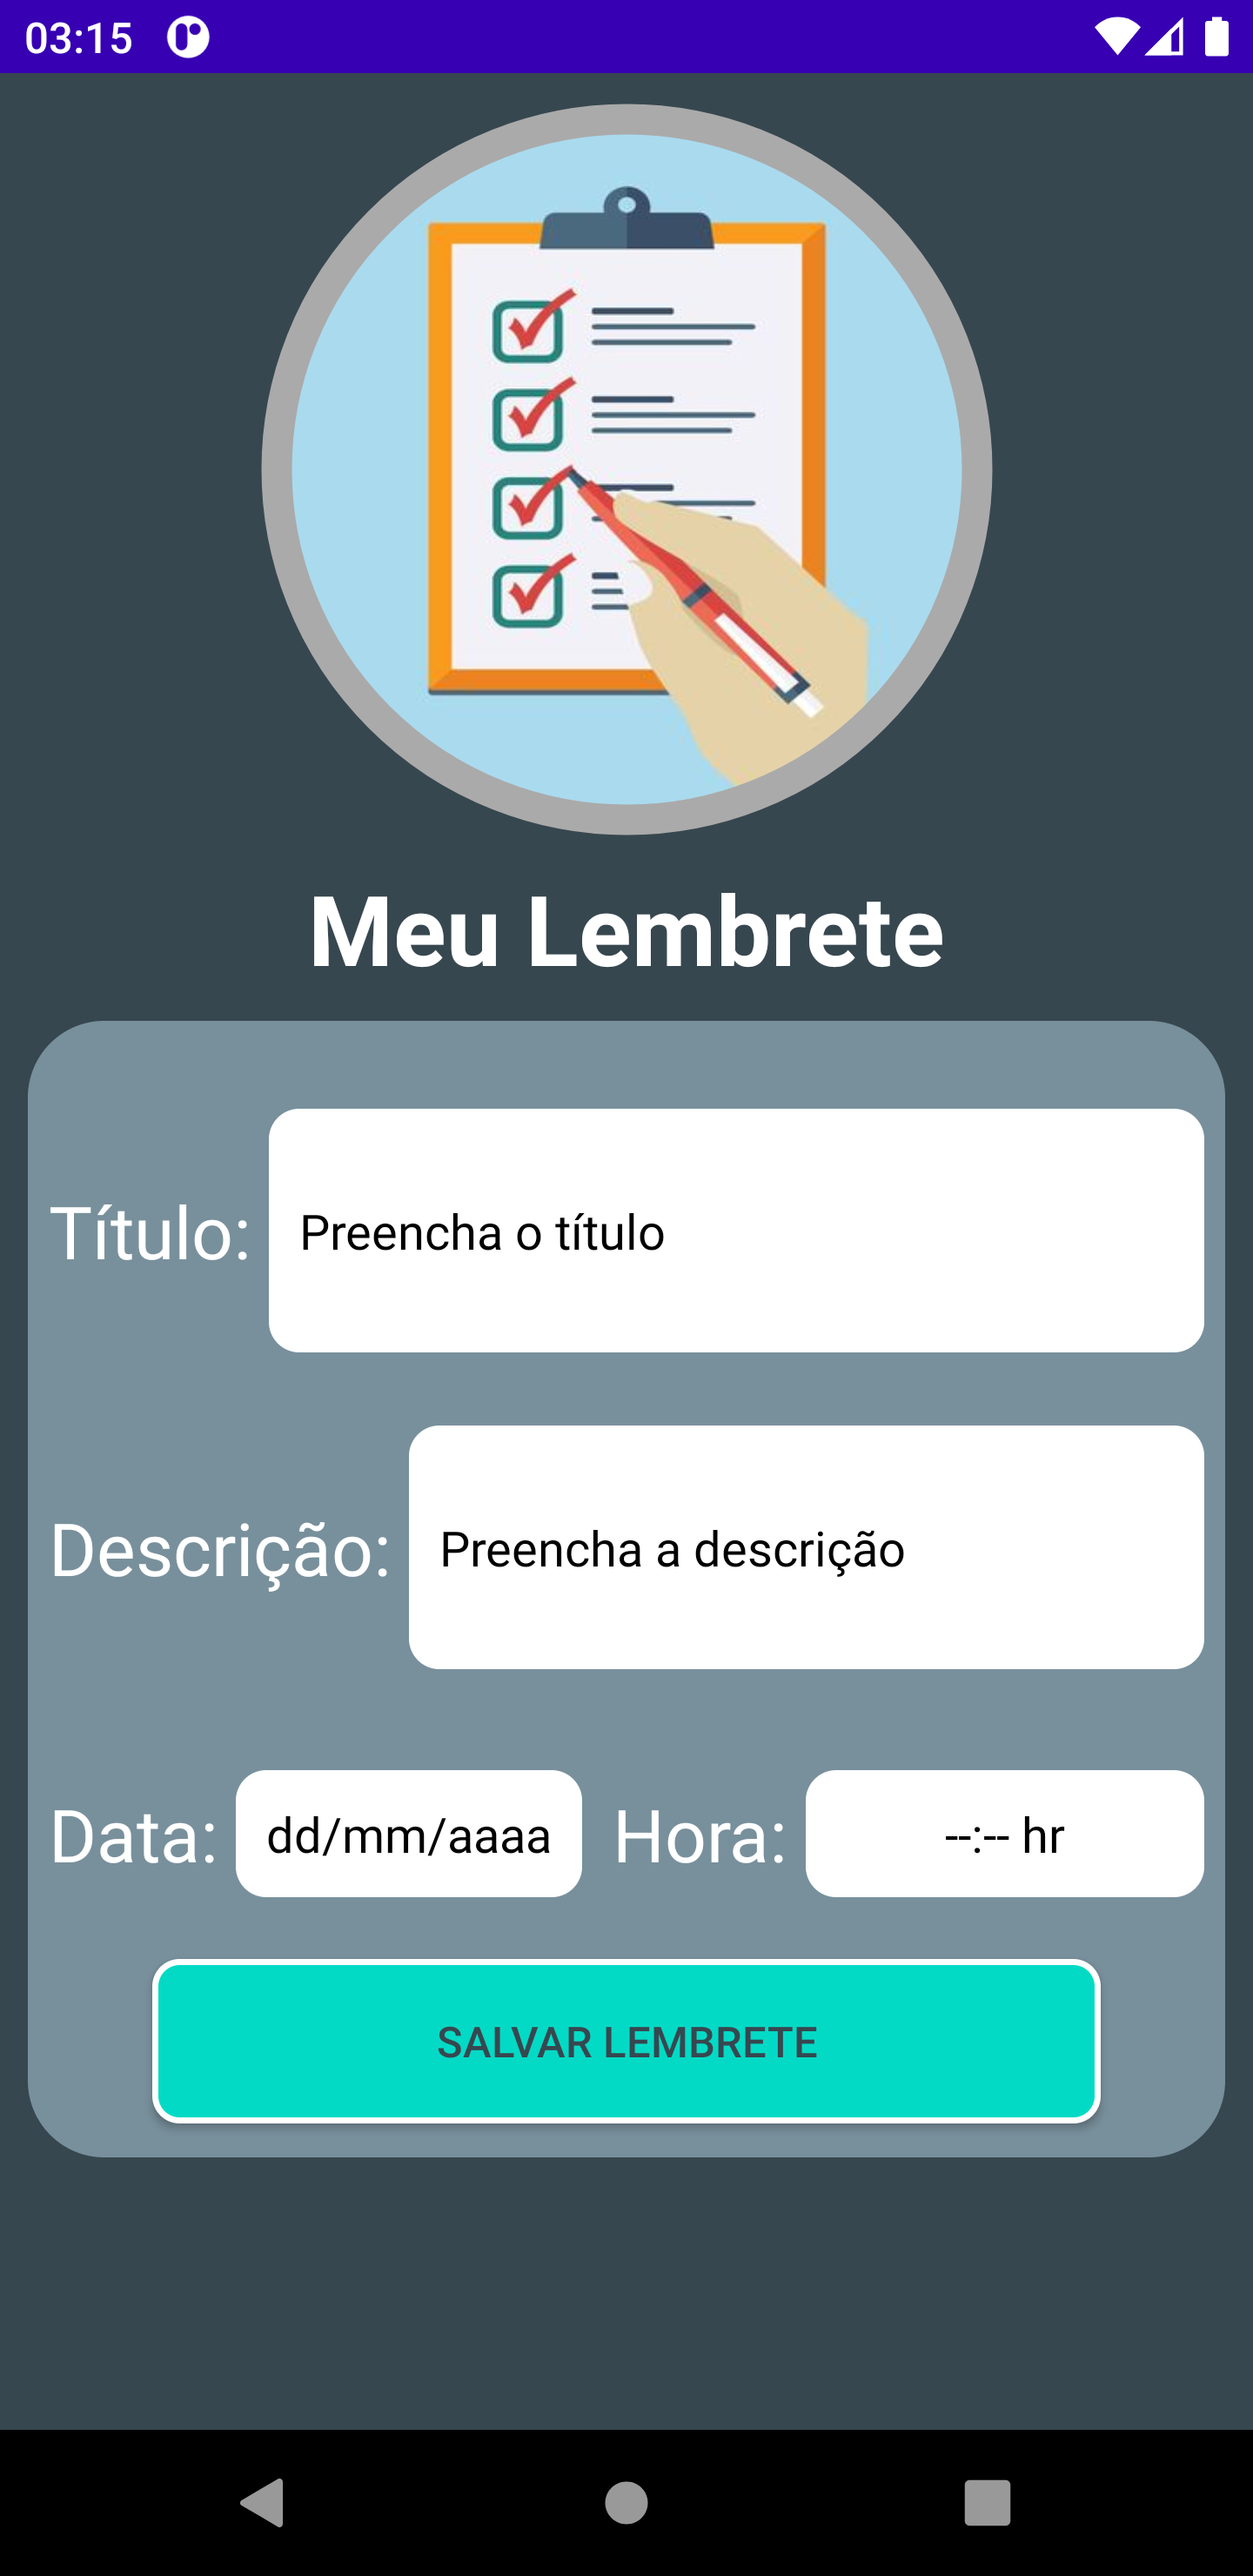 03:15
Meu Lembrete
Título: Preencha o título
Descrição: Preencha a descrição
Data: dd/mm/aaaa Hora: --:-- hr
SALVAR LEMBRETE